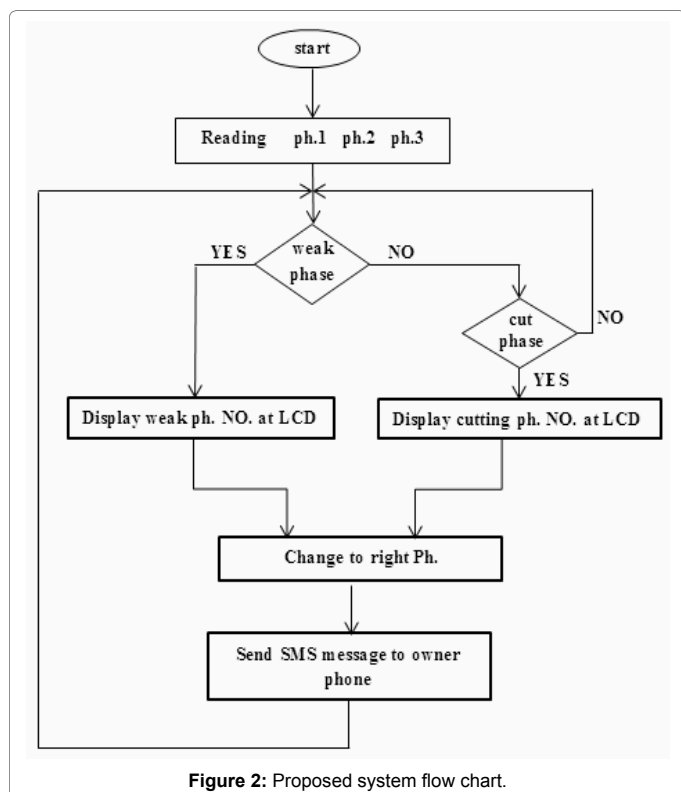 start
Reading ph.1 ph.2 ph.3
YES
weak
phase
NO
cut
phase
NO
YES
Display weak ph. NO. at LCD
Display cutting ph. NO. at LCD
Change to right Ph.
Send SMS message to owner
phone
Figure 2: Proposed system flow chart.